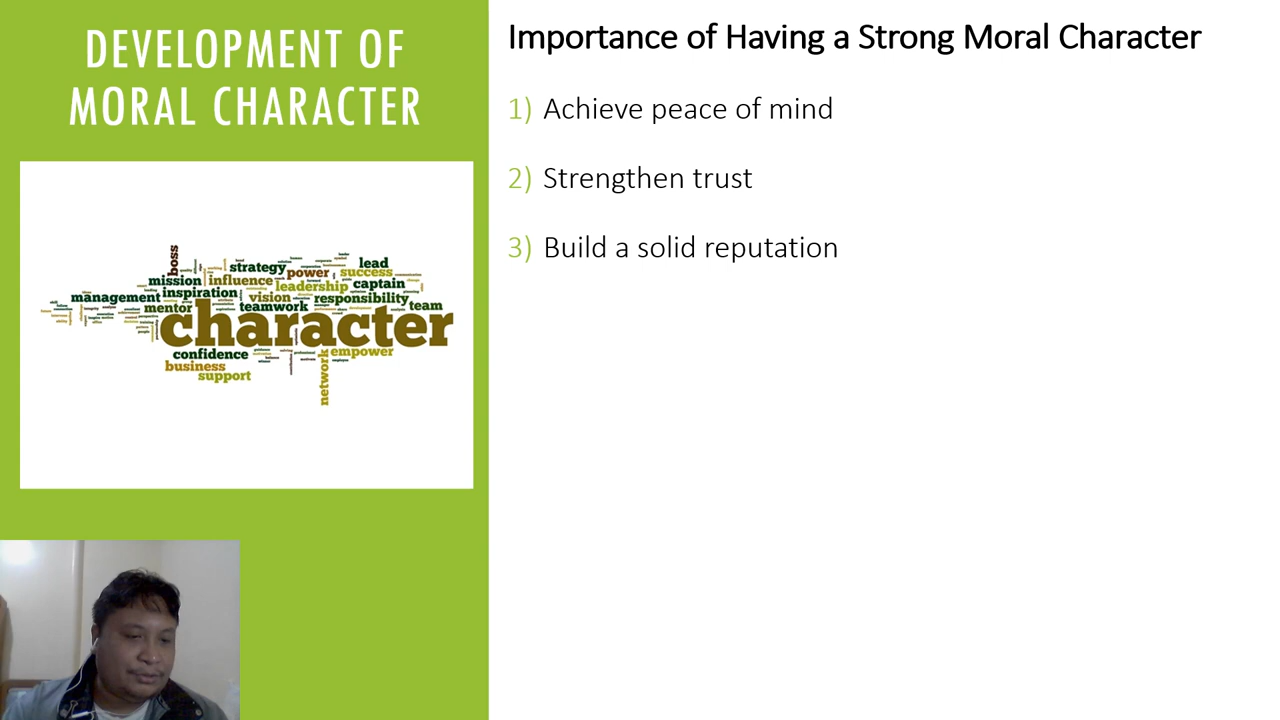 DEVELOPMENT OF
MORAL CHARACTER
Importance of Having a Strong Moral Character
1) Achieve peace of mind
2) Strengthen trust
3) Build a solid reputation
boss
strategy
lead
power
success
mission
influence
leadership
captain
management
inspiration
vision
responsibility
mentor
teamwork
team
character
confidence
empower
business
support
network